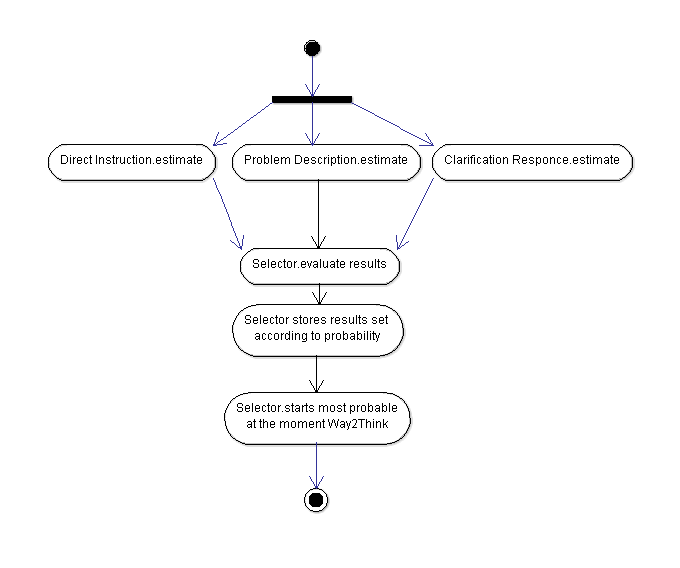 Direct Instruction.estimate
Problem Description.estimate
Clarification Responce.estimate
Selector.evaluate results
Selector stores results set
according to probability
Selector.starts most probable
at the moment Way2Think